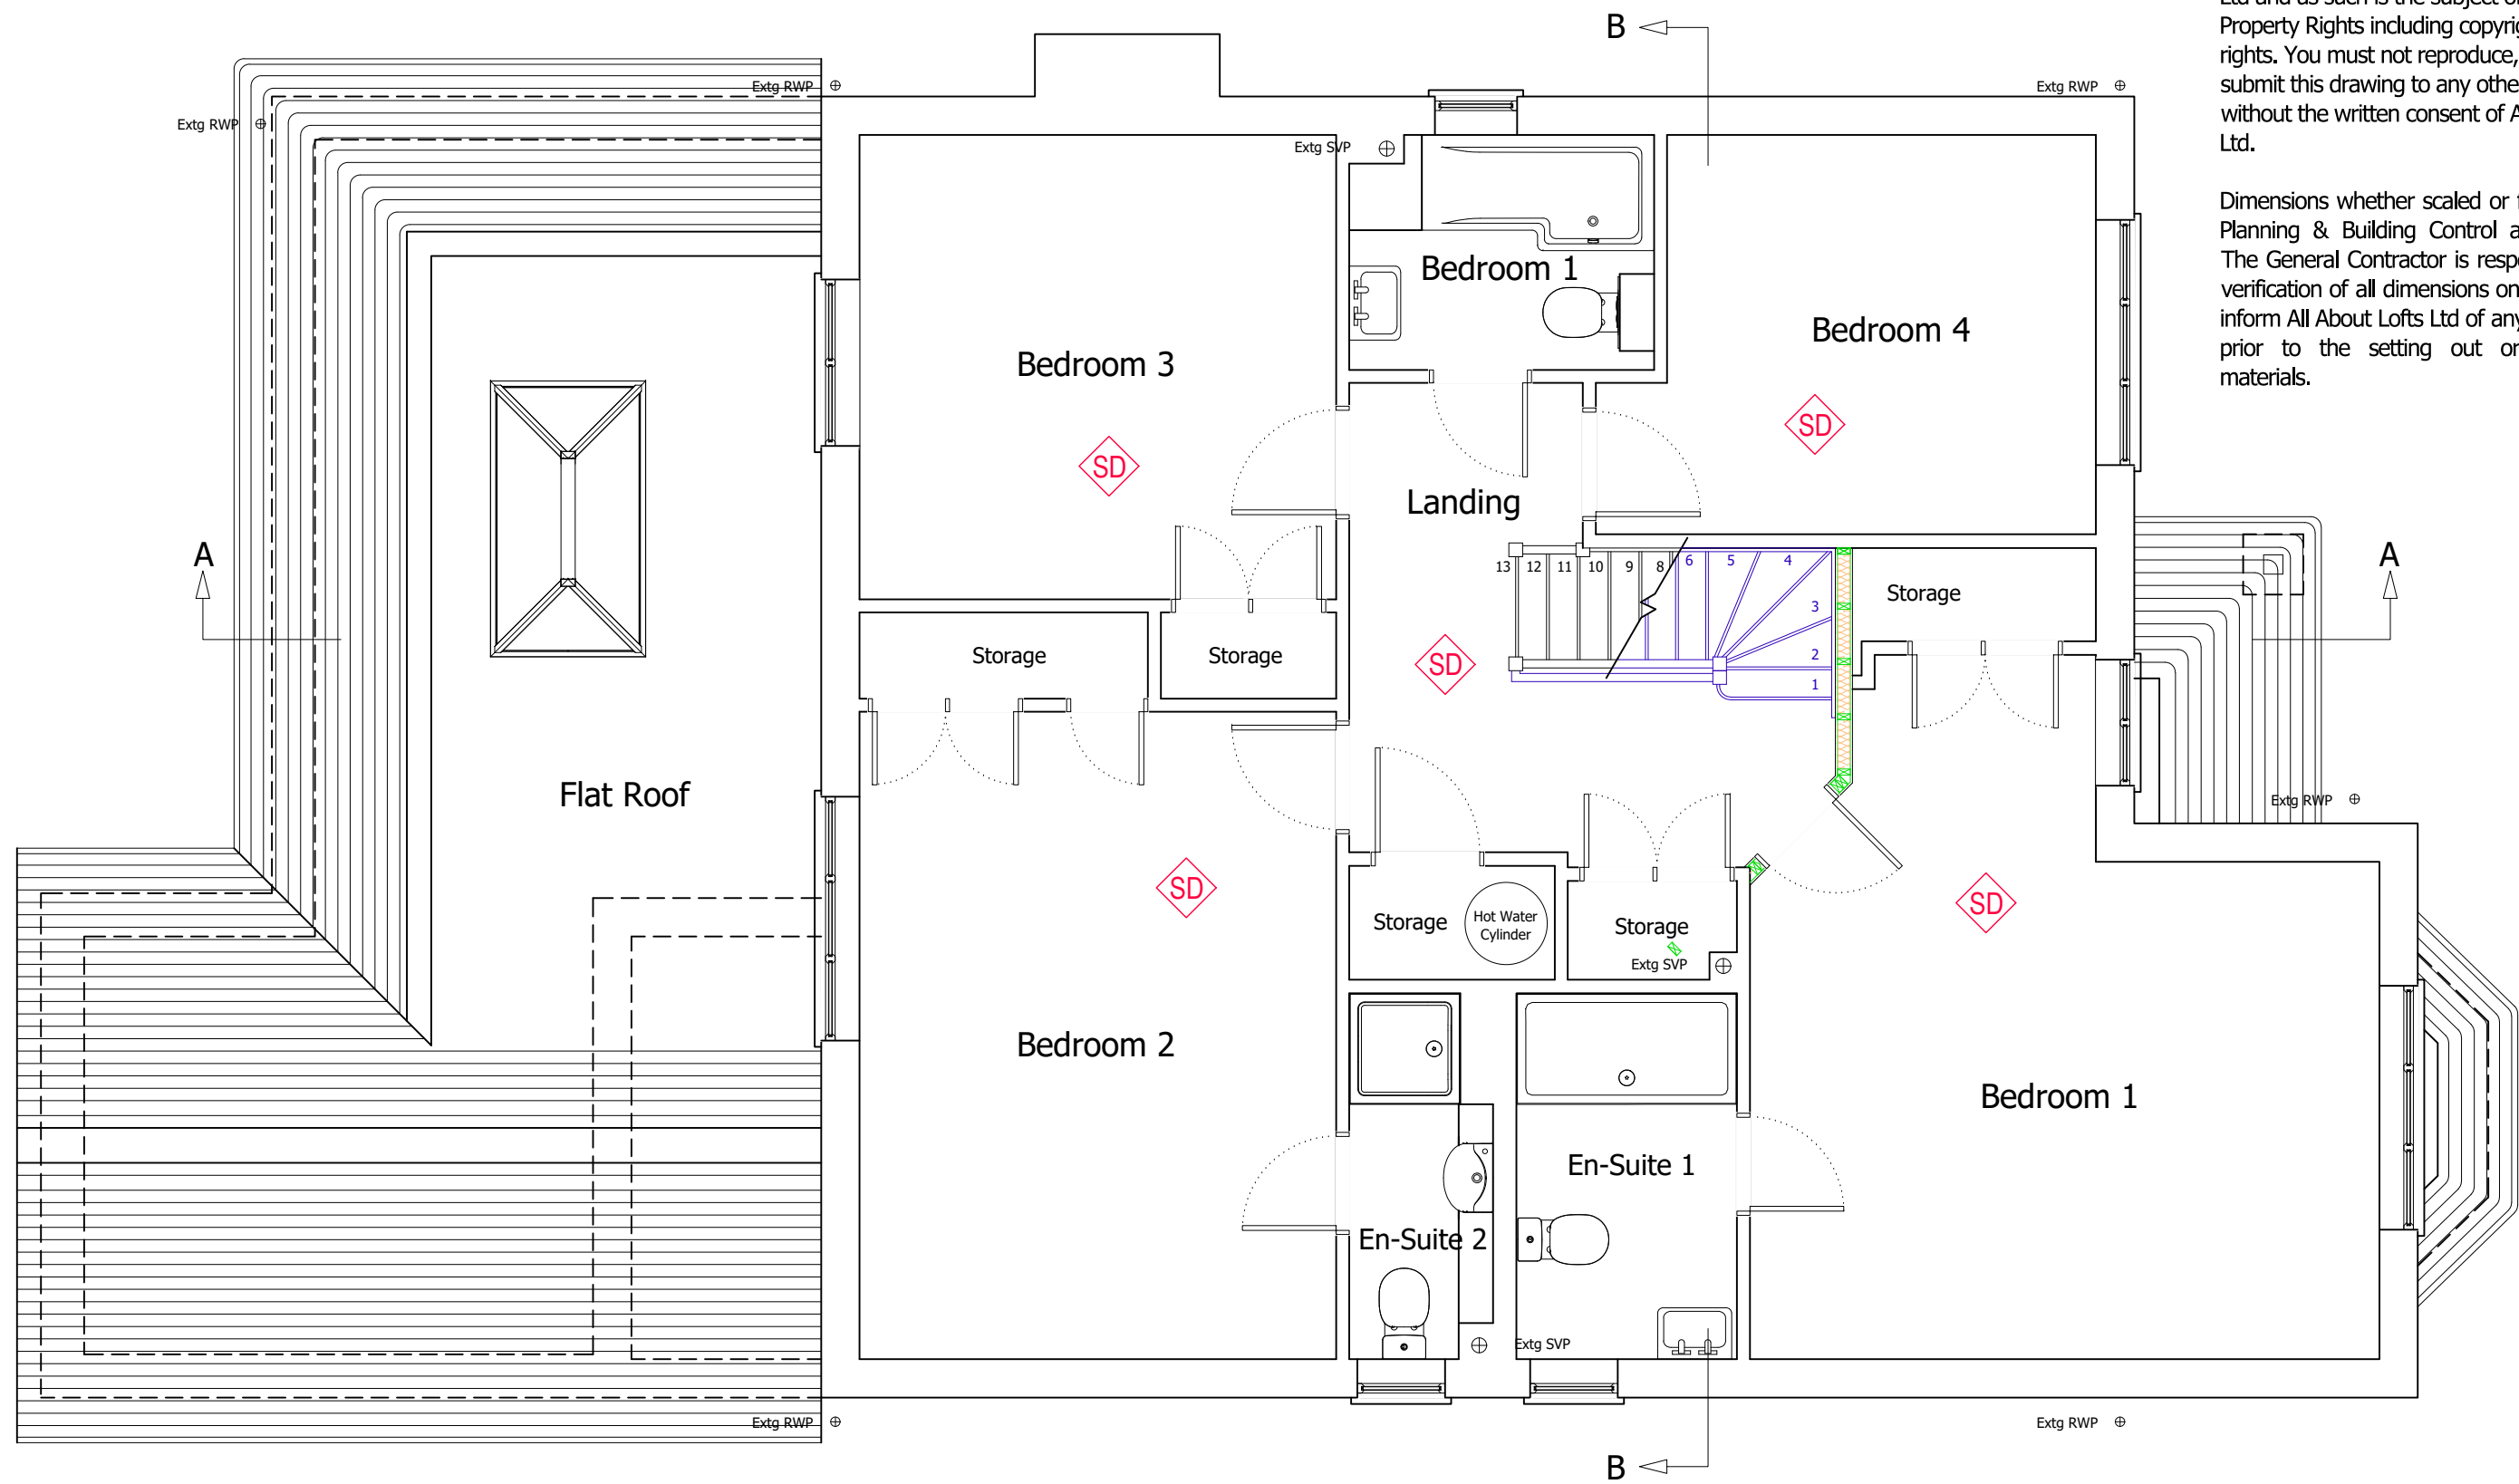 Property Rights including copyrig
rights. You must not reproduce,
submit this drawing to any othe
without the written consent of A
Ltd.
Dimensions whether scaled or
Planning & Building Control a
The General Contractor is resp
verification of all dimensions on
inform All About Lofts Ltd of any
prior to the setting out or
materials.
B
Extg RWP
Extg RWP
Extg RWP
Extg SVP
Bedroom 1
Bedroom 4
Bedroom 3
SD
SD
Landing
A
A
13 12 11 10 9 8 6 5 4
3
2
1
Storage
Storage
Storage
SD
Flat Roof
Extg RWP
SD
SD
Storage
Hot Water
Cylinder
Storage
Extg SVP
Bedroom 2
Bedroom 1
En-Suite 1
En-Suite 2
Extg SVP
Extg RWP
Extg RWP
B